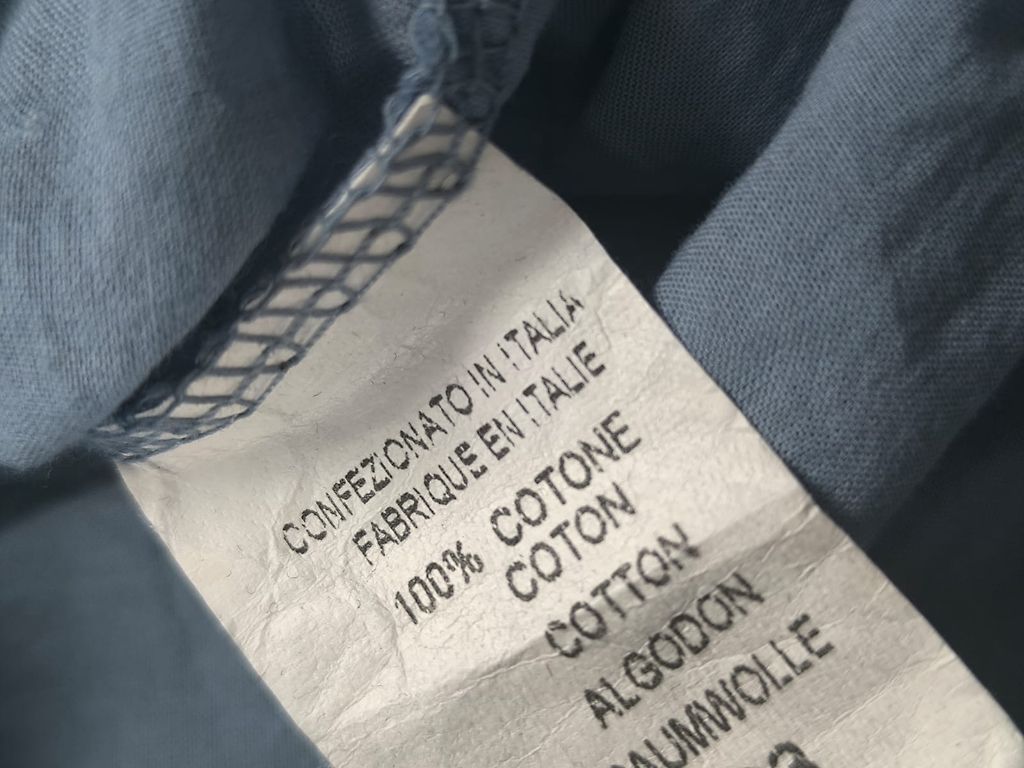 CONFEZIONATO IN ITALIA
FABRIQUE EN ITALIE
100% COTONE
COTON
COTTON
ALGODON
BAUMWOLLE